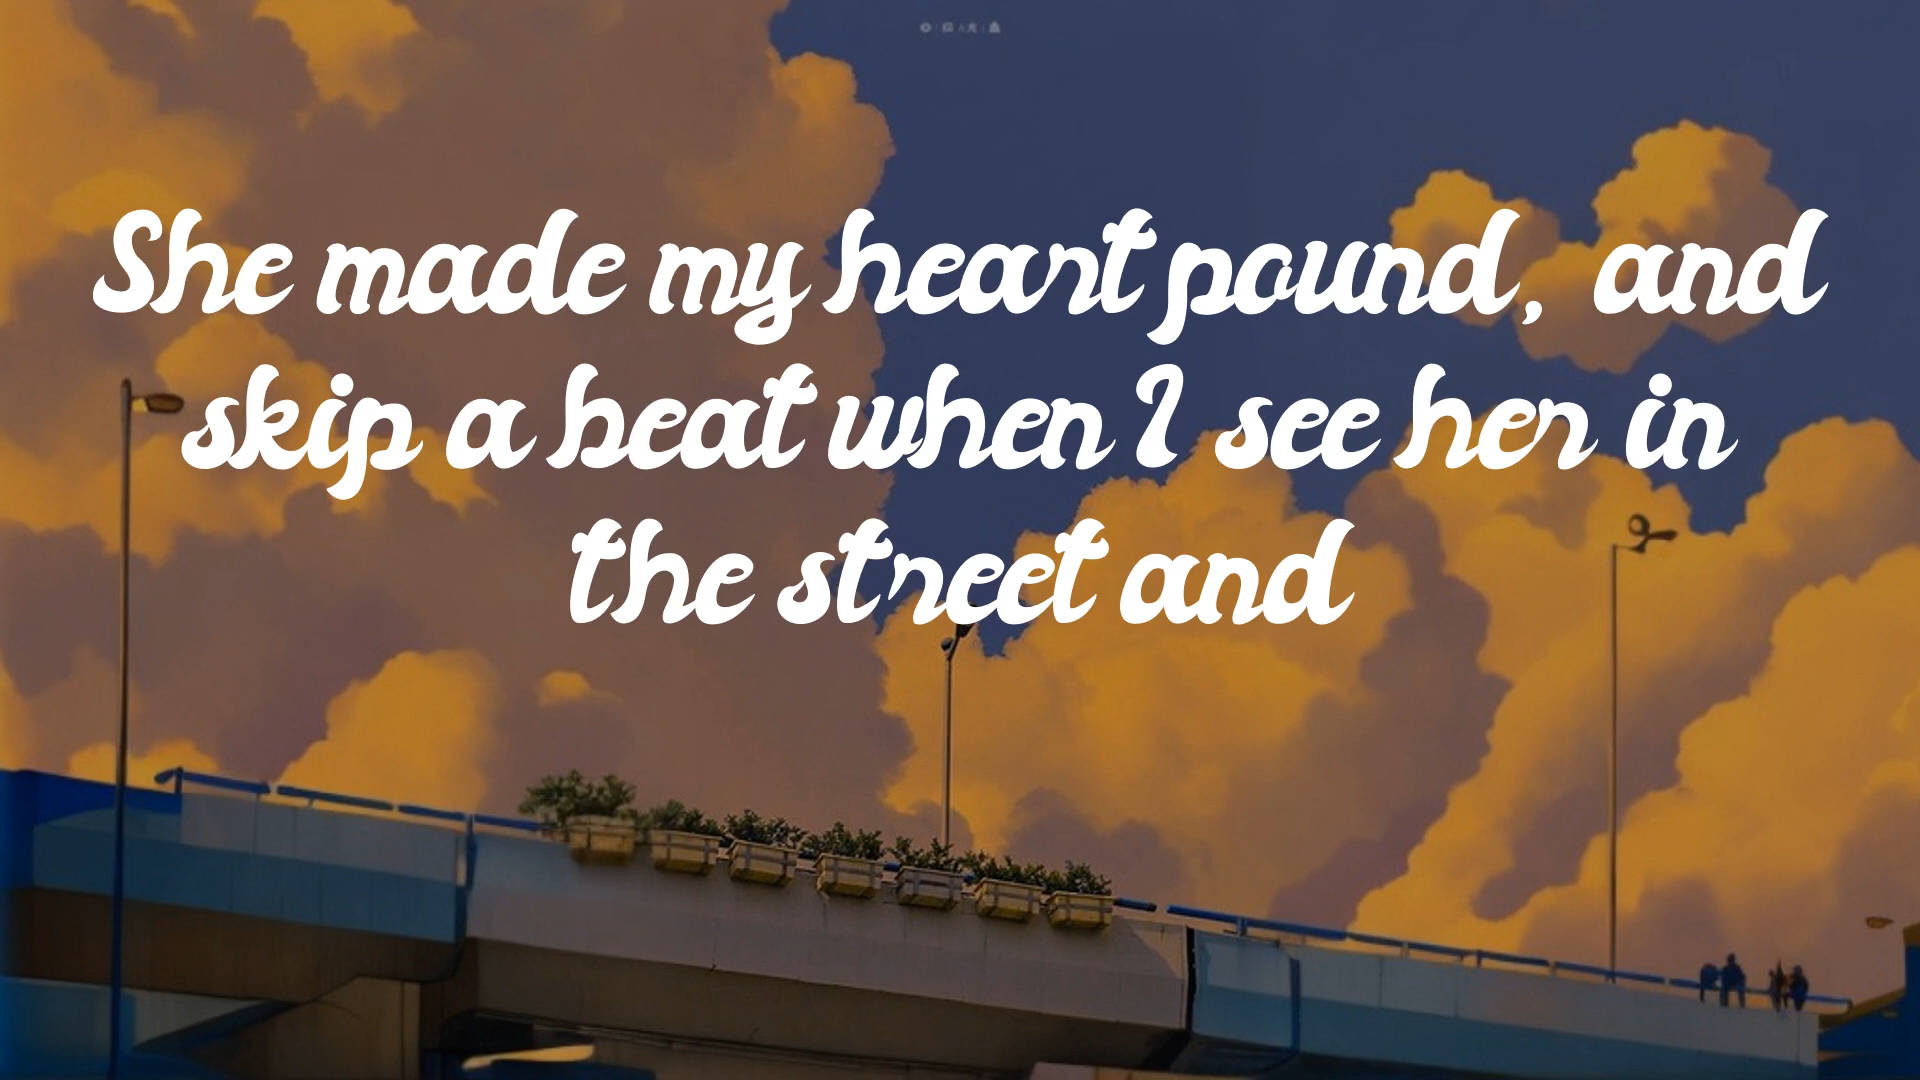 She made my heart pound, and
skip a beat when I see her in
the street and